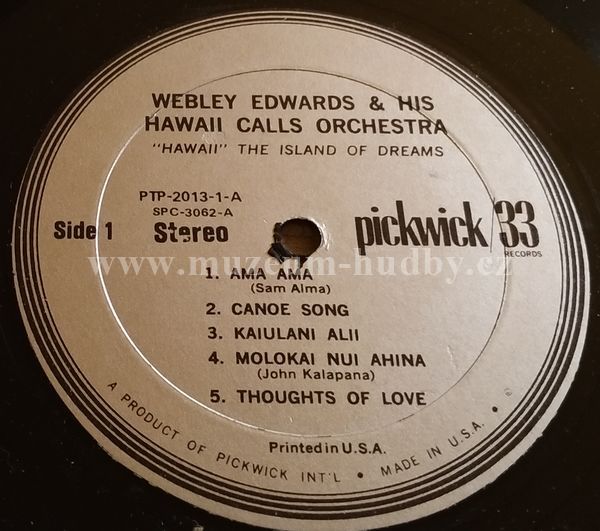 WEBLEY EDWARDS & HIS
HAWAII CALLS ORCHESTRA
"HAWAII" THE ISLAND OF DREAMS
PTP-2013-1-A
SPC-3062-A
Side 1 Stereo
pickwick 33
RECORDS
www.muzeum-hudby.cz
1. AMA AMA
(Sam Alma)
2. CANOE SONG
3. KAIULANI ALII
4. MOLOKAI NUI AHINA
(John Kalapana)
5. THOUGHTS OF LOVE
Printed in U.S.A.
A PRODUCT OF PICKWICK INT'L • MADE IN U.S.A. •